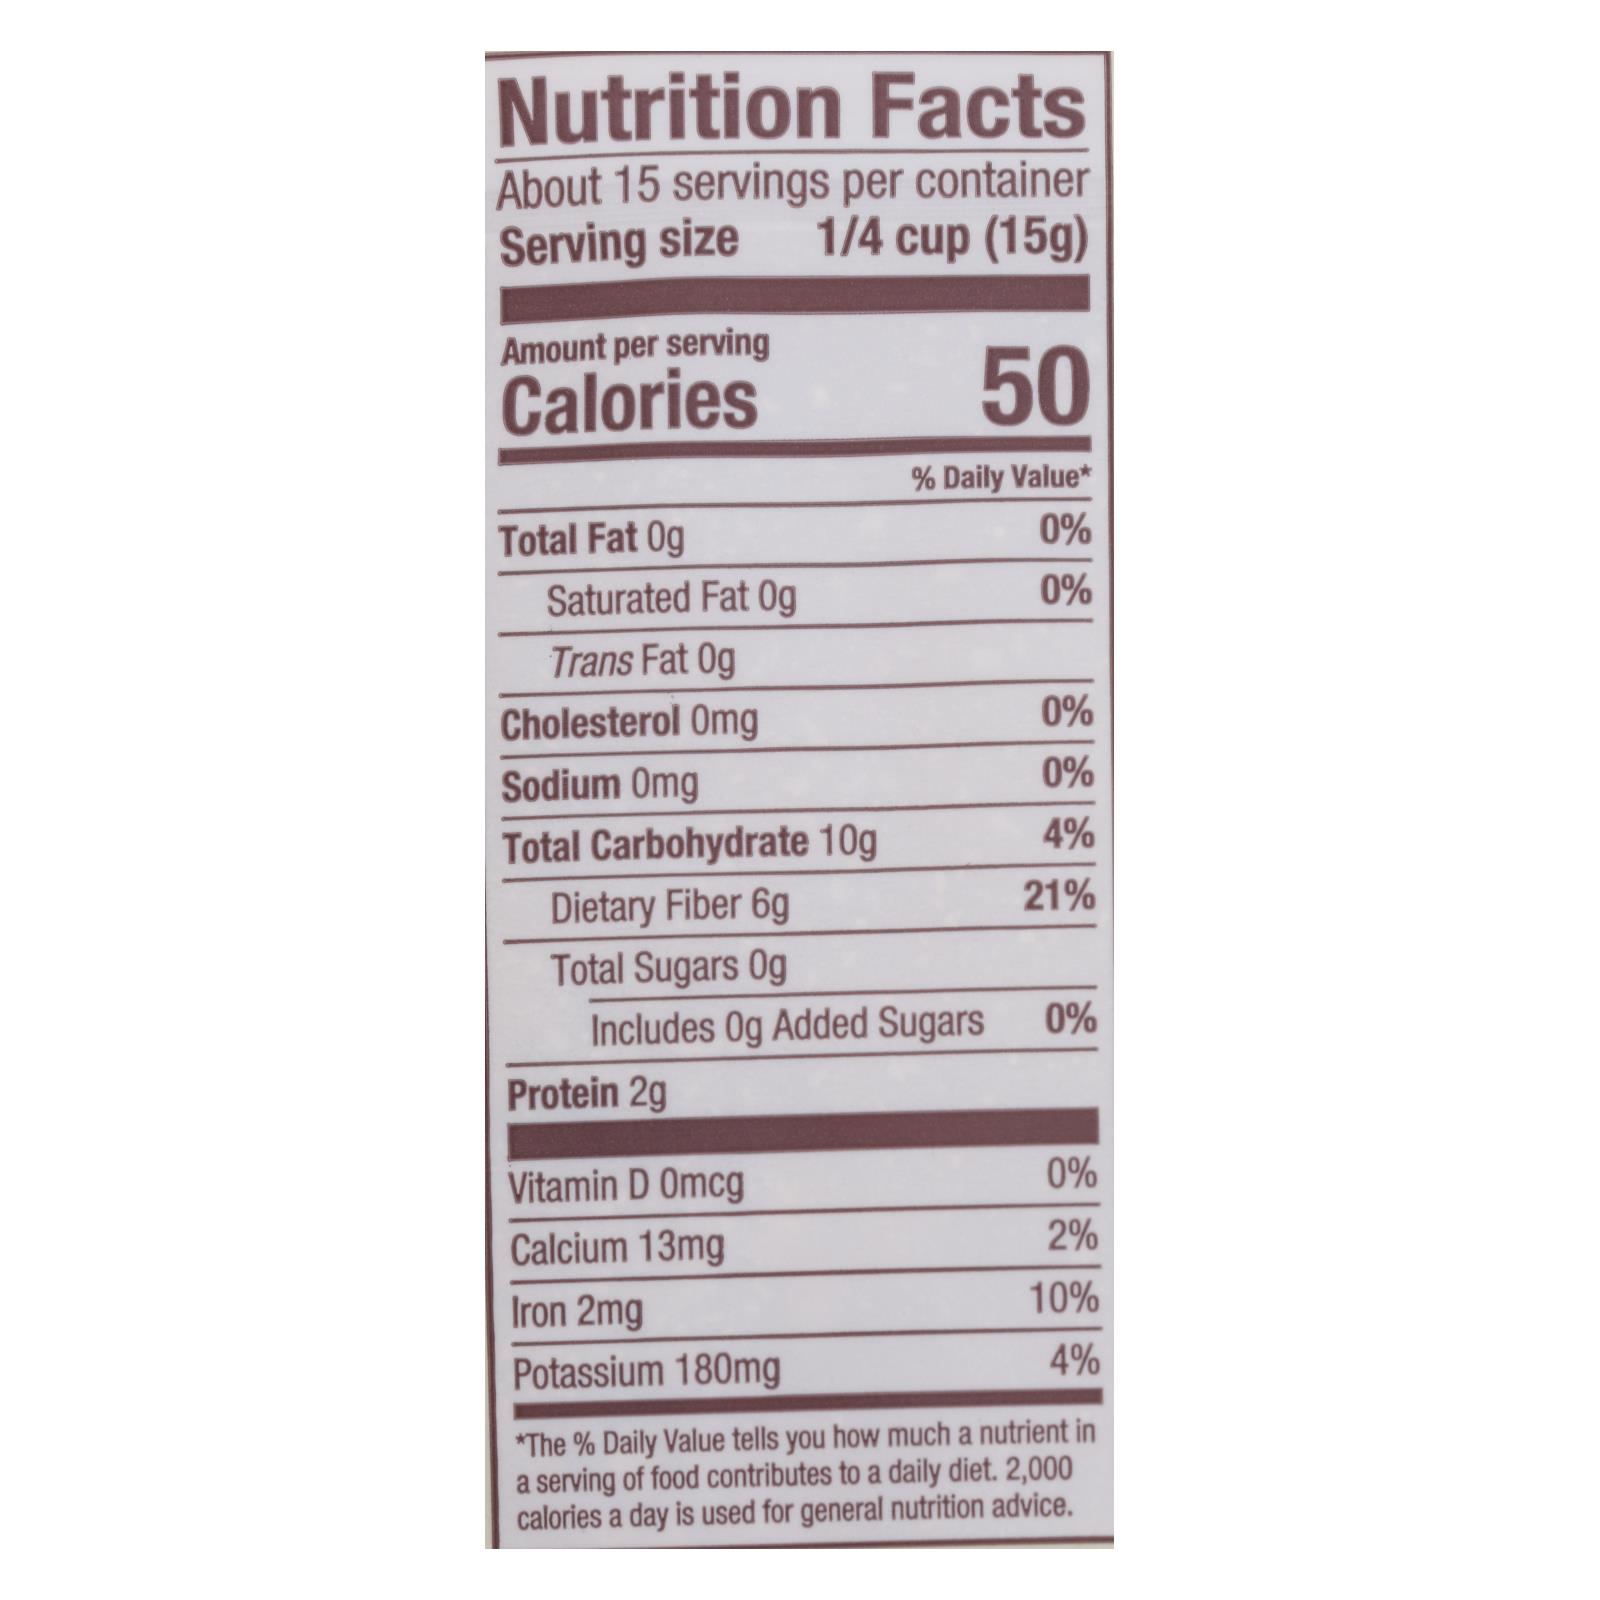 Nutrition Facts
About 15 servings per container
Serving size 1/4 cup (15g)
Amount per serving
Calories 50
% Daily Value*
Total Fat 0g 0%
Saturated Fat 0g 0%
Trans Fat 0g
Cholesterol 0mg 0%
Sodium 0mg 0%
Total Carbohydrate 10g 4%
Dietary Fiber 6g 21%
Total Sugars 0g
Includes 0g Added Sugars 0%
Protein 2g
Vitamin D 0mcg 0%
Calcium 13mg 2%
Iron 2mg 10%
Potassium 180mg 4%
*The % Daily Value tells you how much a nutrient in
a serving of food contributes to a daily diet. 2,000
calories a day is used for general nutrition advice.